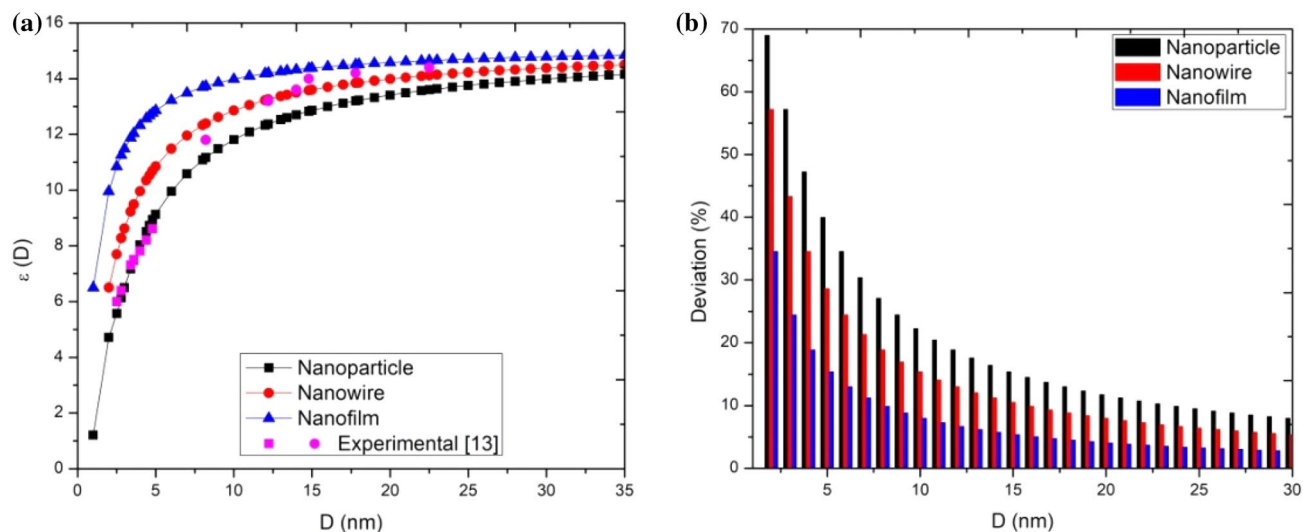 (a)
16
14
12
10
8
6
4
2
0
ε (D)
0 5 10 15 20 25 30 35
D (nm)
Nanoparticle
Nanowire
Nanofilm
Experimental [13]
(b)
70
60
50
40
30
20
10
0
Deviation (%)
5 10 15 20 25 30
D (nm)
Nanoparticle
Nanowire
Nanofilm